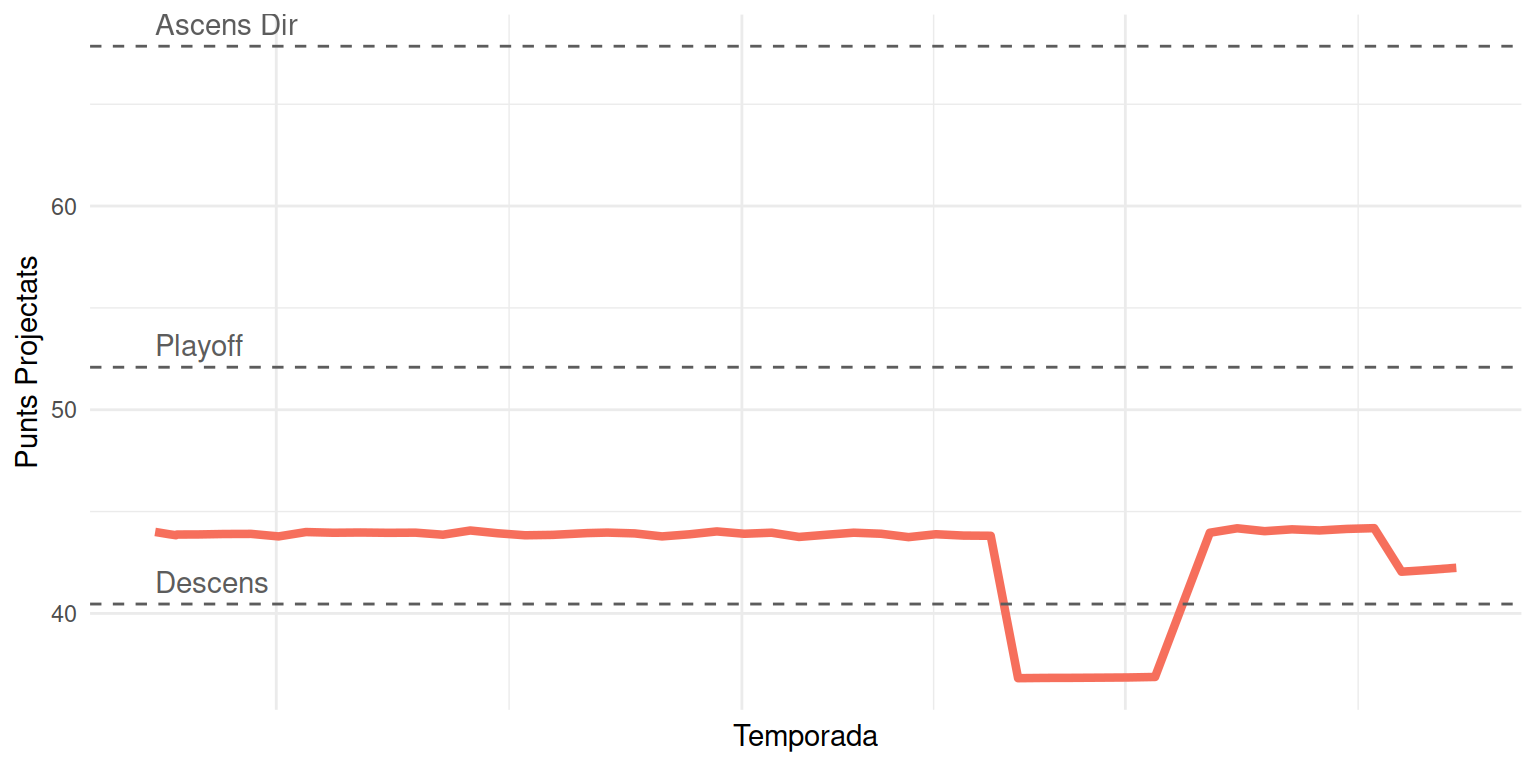 Ascens Dir
60
Playoff
50
Descens
40
Punts Projectats
Temporada